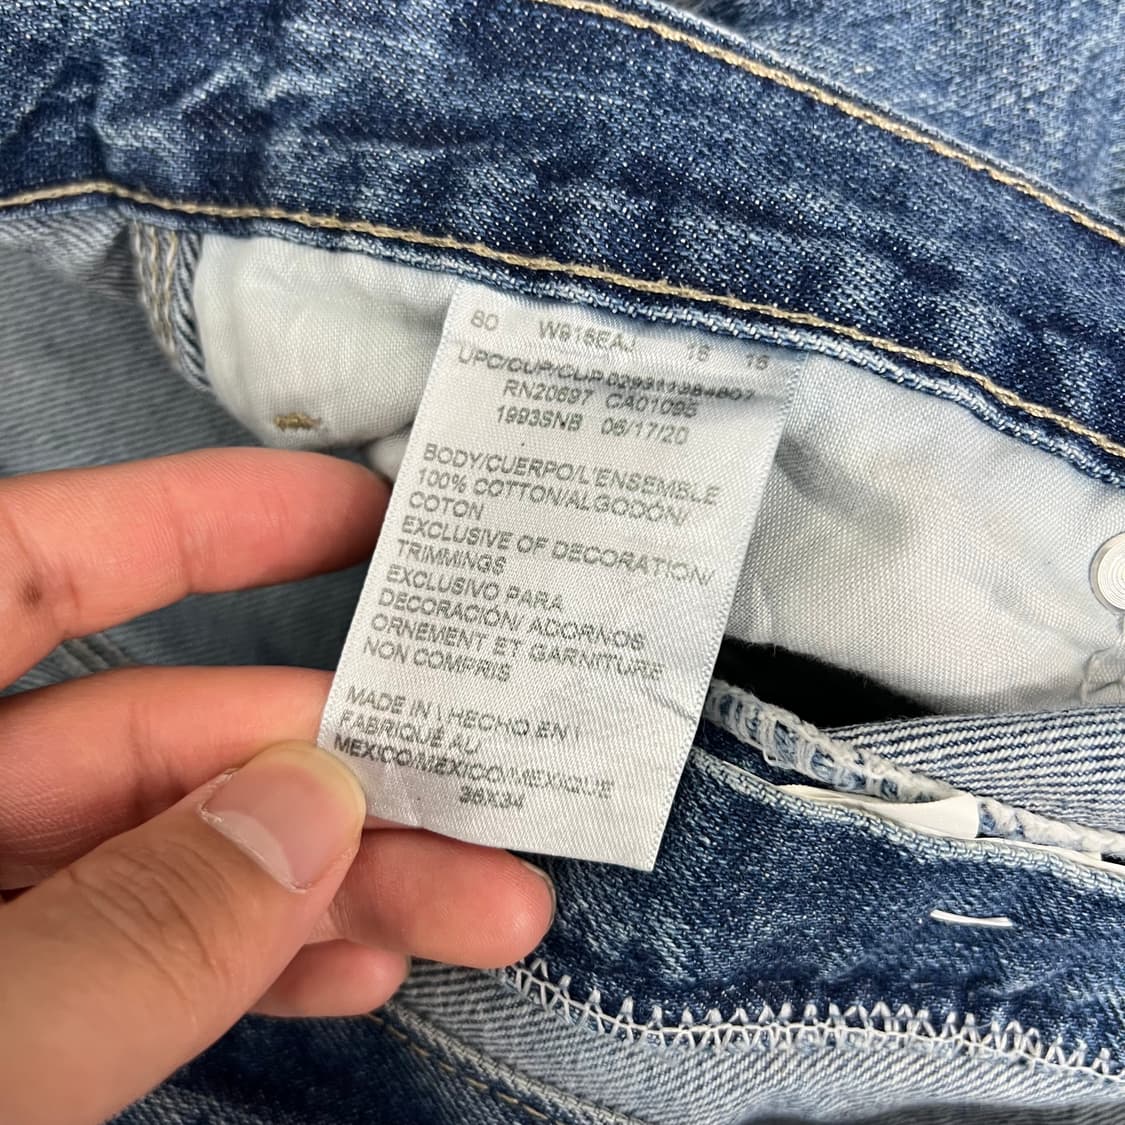 80 W916EAJ 16 16
UPC/CUP/CLIP
RN20697 CA01095
1993SNB 06/17/20
BODY/CUERPO/L'ENSEMBLE
100% COTTON/ALGODÓN/
COTON
EXCLUSIVE OF DECORATION/
TRIMMINGS
EXCLUSIVO PARA
DECORACIÓN/ADORNOS
ORNEMENT ET GARNITURE
NON COMPRIS
MADE IN \ HECHO EN \
FABRIQUÉ AU
MEXICO/MÉXICO/MEXIQUE
36X34